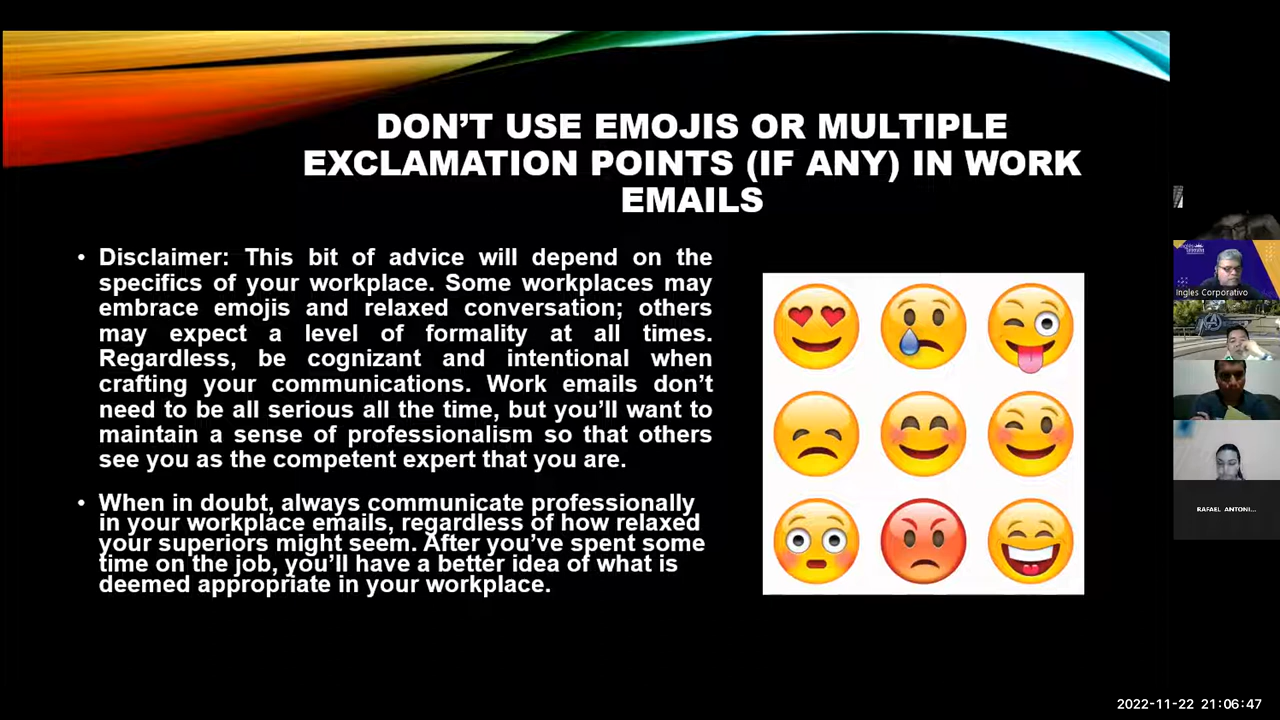 DON’T USE EMOJIS OR MULTIPLE
EXCLAMATION POINTS (IF ANY) IN WORK
EMAILS
• Disclaimer: This bit of advice will depend on the
specifics of your workplace. Some workplaces may
embrace emojis and relaxed conversation; others
may expect a level of formality at all times.
Regardless, be cognizant and intentional when
crafting your communications. Work emails don’t
need to be all serious all the time, but you’ll want to
maintain a sense of professionalism so that others
see you as the competent expert that you are.
• When in doubt, always communicate professionally
in your workplace emails, regardless of how relaxed
your superiors might seem. After you’ve spent some
time on the job, you’ll have a better idea of what is
deemed appropriate in your workplace.
Ingles Corporativo
RAFAEL ANTONI...
2022-11-22 21:06:47